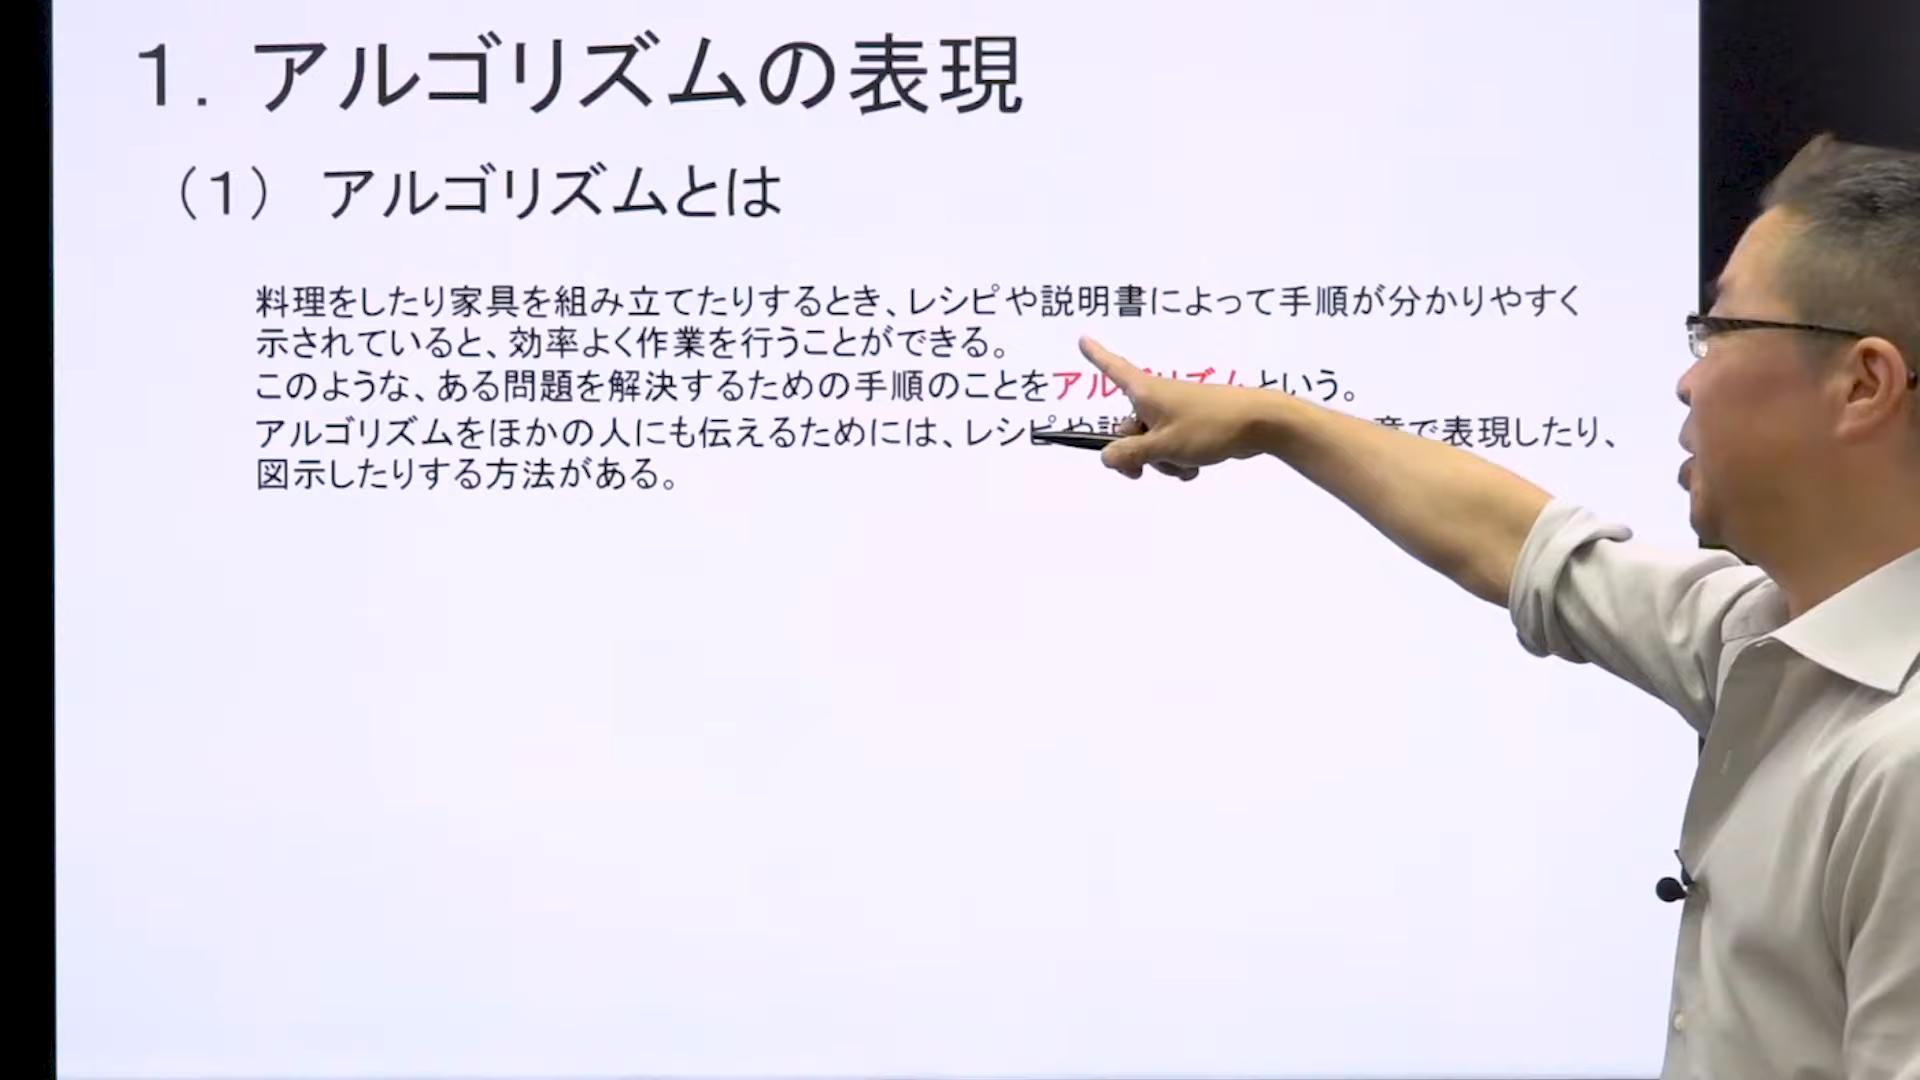 1. アルゴリズムの表現
(1) アルゴリズムとは
料理をしたり家具を組み立てたりするとき、レシピや説明書によって手順が分かりやすく
示されていると、効率よく作業を行うことができる。
このような、ある問題を解決するための手順のことをアルゴリズムという。
アルゴリズムをほかの人にも伝えるためには、レシピや説 章で表現したり、
図示したりする方法がある。